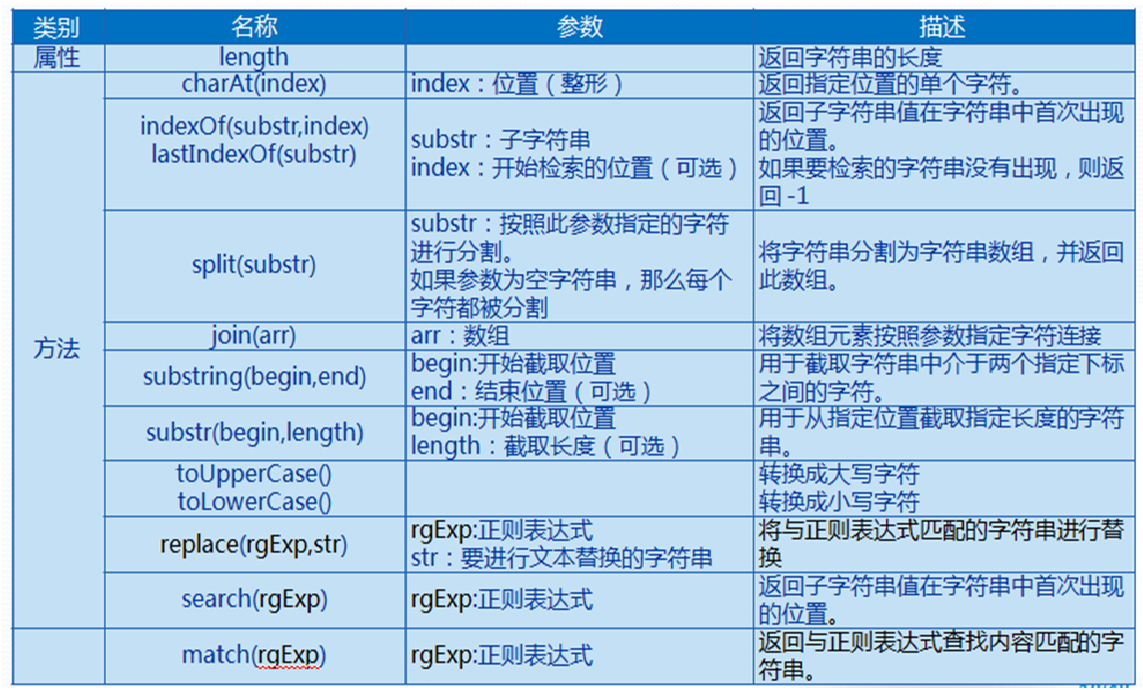 类别 名称 参数 描述
属性 length 返回字符串的长度
charAt(index) index：位置（整形） 返回指定位置的单个字符。
indexOf(substr,index)
lastIndexOf(substr)
substr：子字符串
index：开始检索的位置（可选）
返回子字符串值在字符串中首次出现
的位置。
如果要检索的字符串没有出现，则返
回 -1
split(substr)
substr：按照此参数指定的字符
进行分割。
如果参数为空字符串，那么每个
字符都被分割
将字符串分割为字符串数组，并返回
此数组。
方法
join(arr) arr：数组 将数组元素按照参数指定字符连接
substring(begin,end)
begin:开始截取位置
end：结束位置（可选）
用于截取字符串中介于两个指定下标
之间的字符。
substr(begin,length)
begin:开始截取位置
length：截取长度（可选）
用于从指定位置截取指定长度的字符
串。
toUpperCase()
toLowerCase()
转换成大写字符
转换成小写字符
replace(rgExp,str)
rgExp:正则表达式
str：要进行文本替换的字符串
将与正则表达式匹配的字符串进行替
换
search(rgExp) rgExp:正则表达式
返回子字符串值在字符串中首次出现
的位置。
match(rgExp) rgExp:正则表达式
返回与正则表达式查找内容匹配的字
符串。